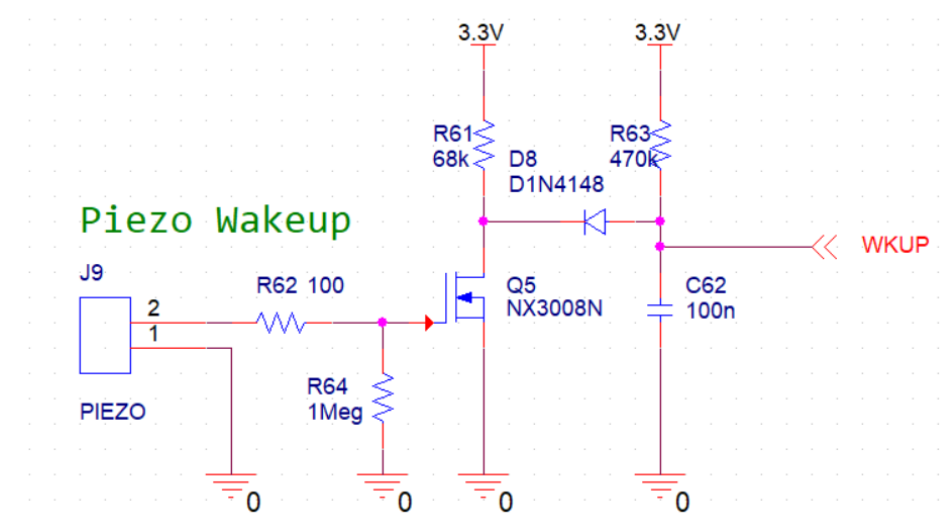 3.3V
3.3V
R61
68k
R63
470k
D8
D1N4148
Piezo Wakeup
WKUP
J9
R62 100
Q5
NX3008N
C62
100n
2
1
R64
1Meg
PIEZO
0
0
0
0